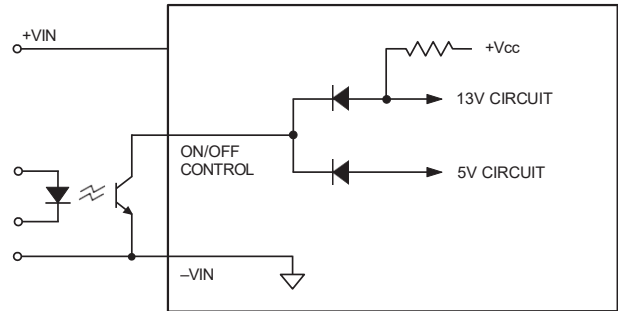 +VIN
+Vcc
13V CIRCUIT
ON/OFF
CONTROL
5V CIRCUIT
–VIN